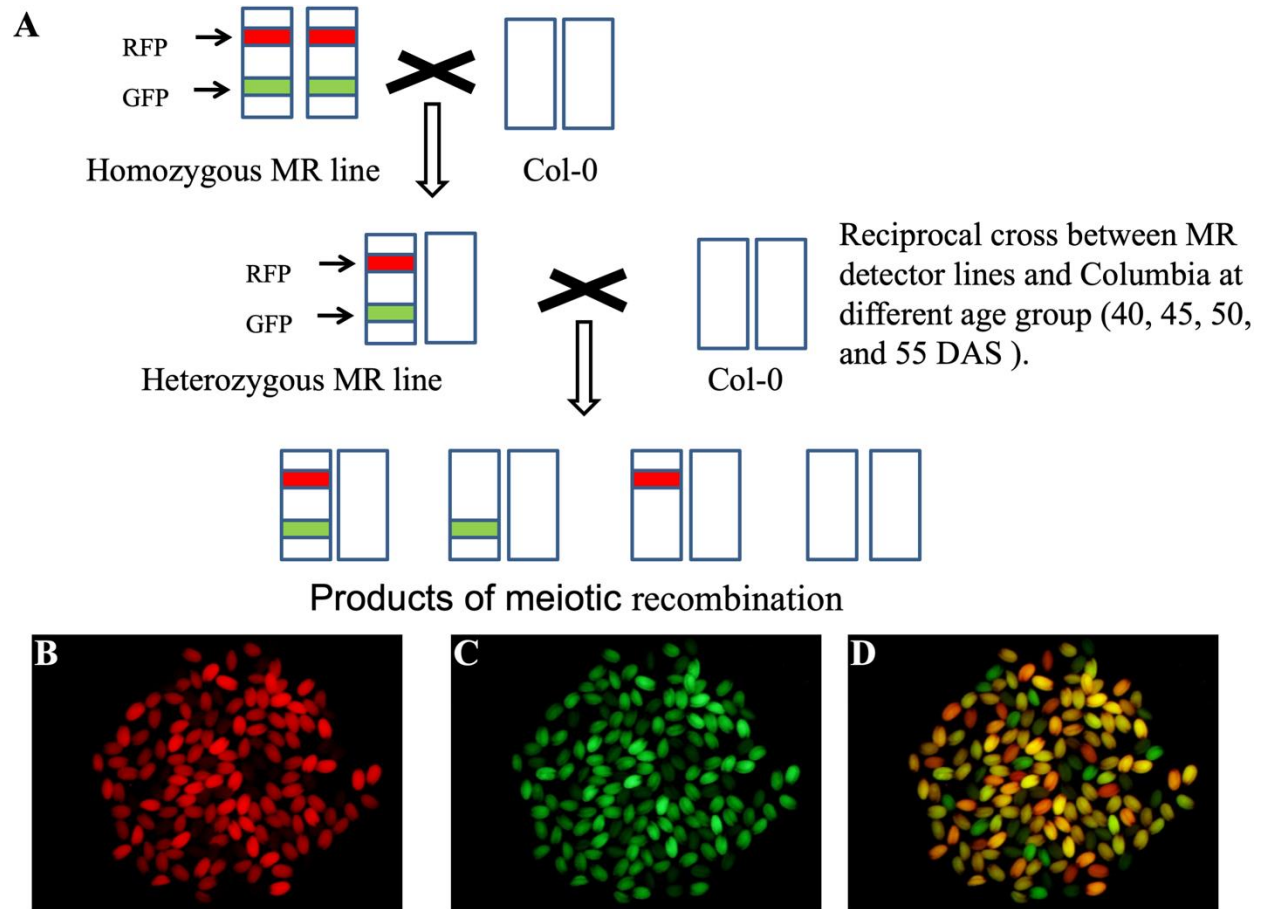 A
RFP
GFP
Homozygous MR line
Col-0
RFP
GFP
Heterozygous MR line
Col-0
Reciprocal cross between MR
detector lines and Columbia at
different age group (40, 45, 50,
and 55 DAS ).
Products of meiotic recombination
B
C
D